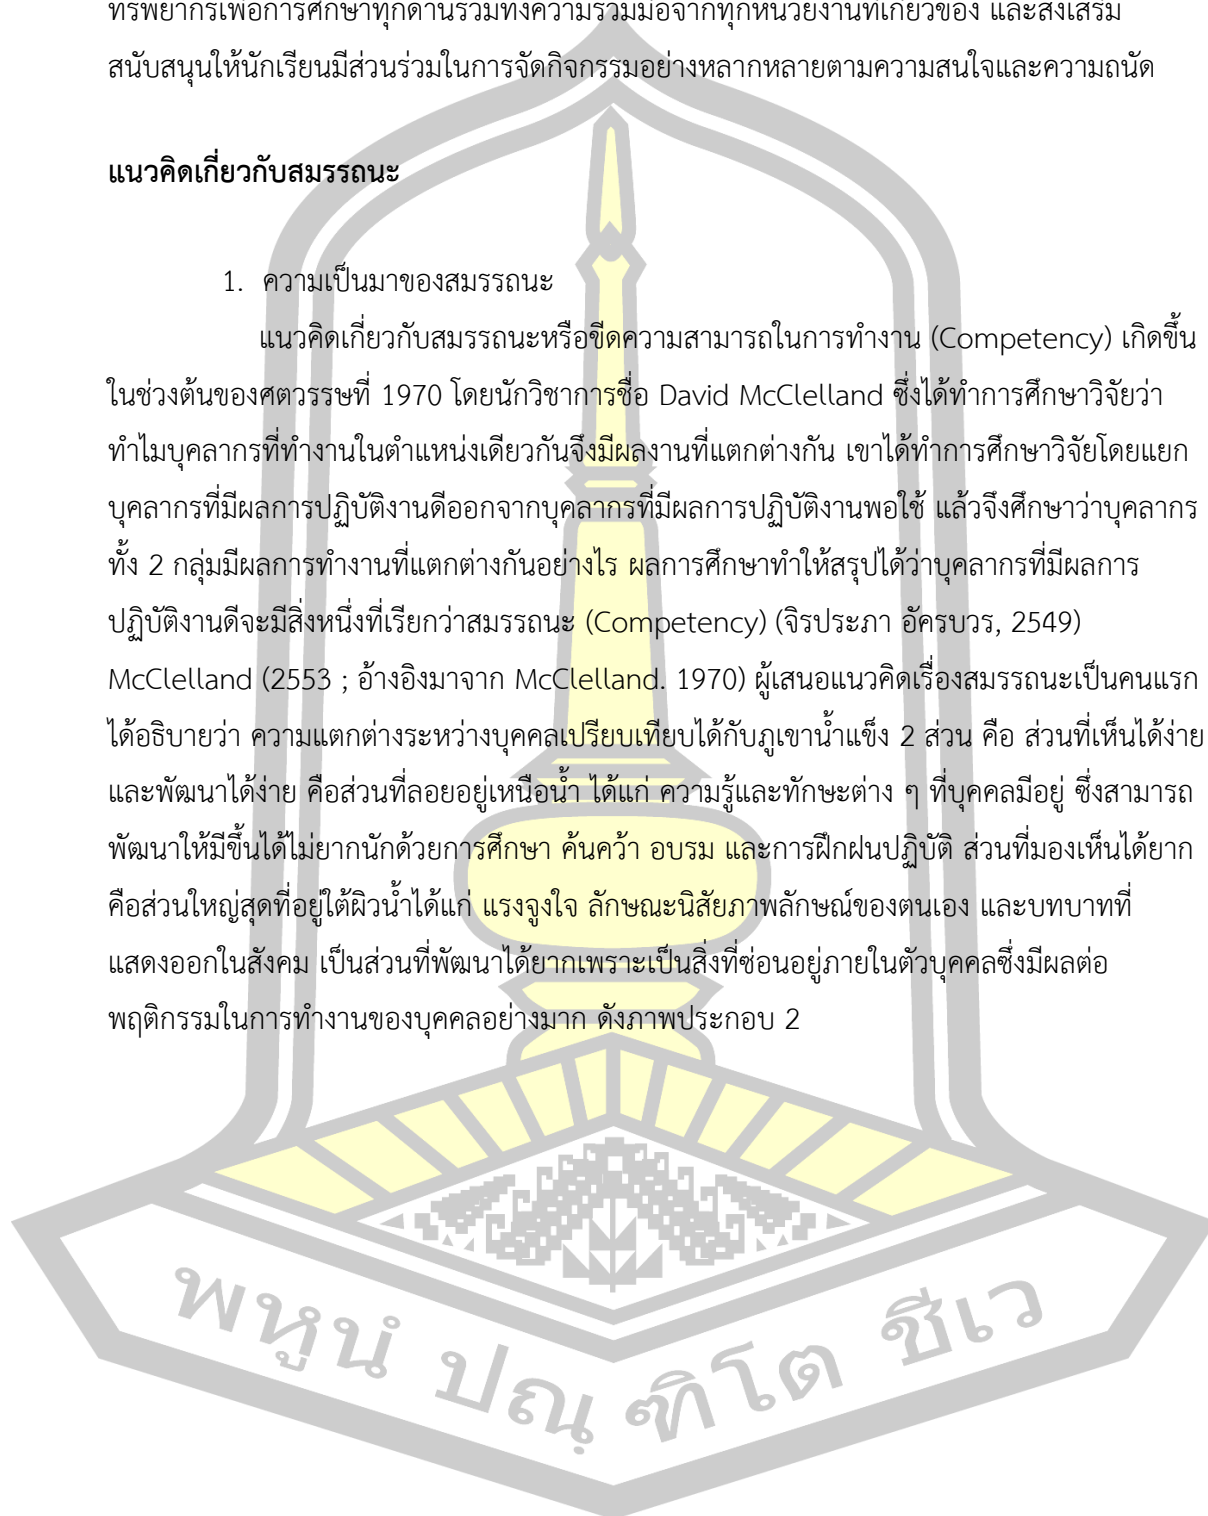 ทรัพยากรเพื่อการศึกษาทุกด้านรวมทั้งความร่วมมือจากทุกหน่วยงานที่เกี่ยวข้อง และส่งเสริม
สนับสนุนให้นักเรียนมีส่วนร่วมในการจัดกิจกรรมอย่างหลากหลายตามความสนใจและความถนัด
แนวคิดเกี่ยวกับสมรรถนะ
1. ความเป็นมาของสมรรถนะ
แนวคิดเกี่ยวกับสมรรถนะหรือขีดความสามารถในการทำงาน (Competency) เกิดขึ้น
ในช่วงต้นของศตวรรษที่ 1970 โดยนักวิชาการชื่อ David McClelland ซึ่งได้ทำการศึกษาวิจัยว่า
ทำไมบุคลากรที่ทำงานในตำแหน่งเดียวกันจึงมีผลงานที่แตกต่างกัน เขาได้ทำการศึกษาวิจัยโดยแยก
บุคลากรที่มีผลการปฏิบัติงานดีออกจากบุคลากรที่มีผลการปฏิบัติงานพอใช้ แล้วจึงศึกษาว่าบุคลากร
ทั้ง 2 กลุ่มมีผลการทำงานที่แตกต่างกันอย่างไร ผลการศึกษาทำให้สรุปได้ว่าบุคลากรที่มีผลการ
ปฏิบัติงานดีจะมีสิ่งหนึ่งที่เรียกว่าสมรรถนะ (Competency) (จิรประภา อัครบวร, 2549)
McClelland (2553 ; อ้างอิงมาจาก McClelland. 1970) ผู้เสนอแนวคิดเรื่องสมรรถนะเป็นคนแรก
ได้อธิบายว่า ความแตกต่างระหว่างบุคคลเปรียบเทียบได้กับภูเขาน้ำแข็ง 2 ส่วน คือ ส่วนที่เห็นได้ง่าย
และพัฒนาได้ง่าย คือส่วนที่ลอยอยู่เหนือน้ำ ได้แก่ ความรู้และทักษะต่าง ๆ ที่บุคคลมีอยู่ ซึ่งสามารถ
พัฒนาให้มีขึ้นได้ไม่ยากนักด้วยการศึกษา ค้นคว้า อบรม และการฝึกฝนปฏิบัติ ส่วนที่มองเห็นได้ยาก
คือส่วนใหญ่สุดที่อยู่ใต้ผิวน้ำได้แก่ แรงจูงใจ ลักษณะนิสัยภาพลักษณ์ของตนเอง และบทบาทที่
แสดงออกในสังคม เป็นส่วนที่พัฒนาได้ยากเพราะเป็นสิ่งที่ซ่อนอยู่ภายในตัวบุคคลซึ่งมีผลต่อ
พฤติกรรมในการทำงานของบุคคลอย่างมาก ดังภาพประกอบ 2
พหูนํ ปณฺฑิโต ชีเว